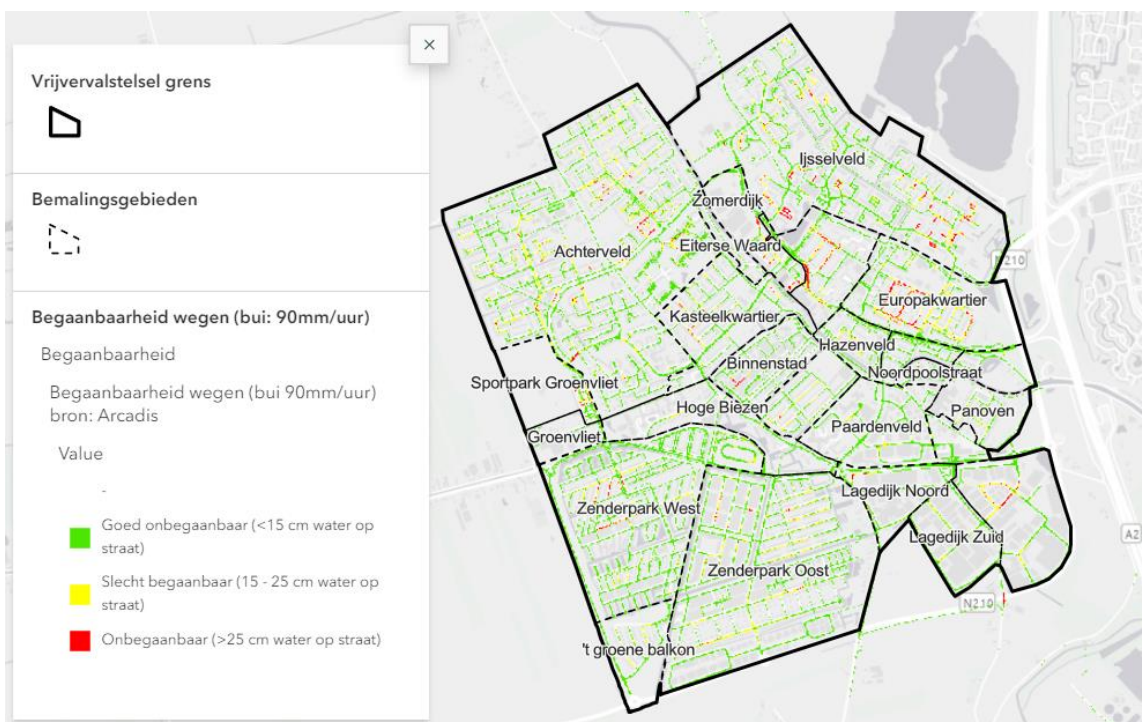 ×
Vrijvervalstelsel grens
Bemalingsgebieden
Begaanbaarheid wegen (bui: 90mm/uur)
Begaanbaarheid
Begaanbaarheid wegen (bui 90mm/uur)
bron: Arcadis
Value
-
Goed onbegaanbaar (<15 cm water op
straat)
Slecht begaanbaar (15 - 25 cm water op
straat)
Onbegaanbaar (>25 cm water op straat)
Ijsselveld
Zomerdijk
Achterveld
Eiterse Waard
N210
Europakwartier
Kasteelkwartier
Hazenveld
Binnenstad
Noordpoolstraat
Sportpark Groenvliet
Hoge Biezen
Panoven
Paardenveld
Groenvliet
Lagedijk Noord
Zenderpark West
Lagedijk Zuid
A2
Zenderpark Oost
N210
't groene balkon